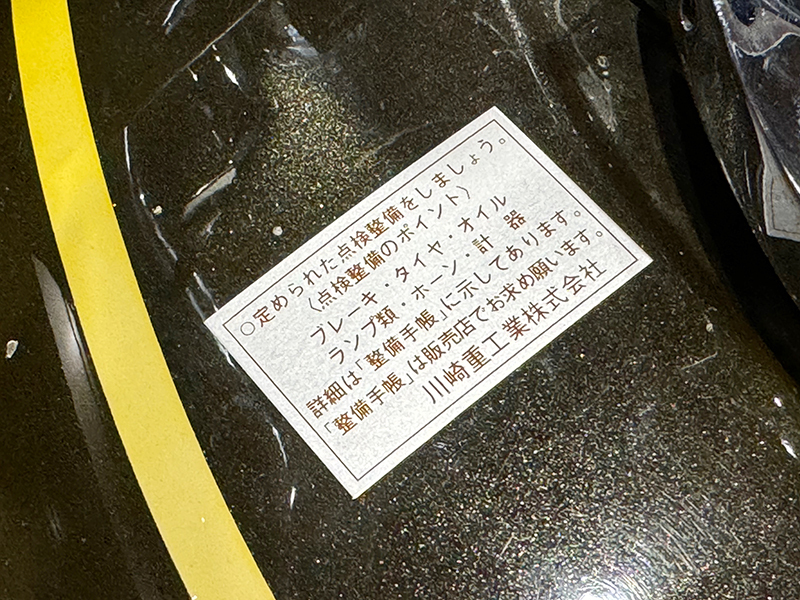 ○定められた点検整備をしましょう。
〈点検整備のポイント〉
ブレーキ・タイヤ・オイル
ランプ類・ホーン・計 器
詳細は「整備手帳」に示してあります。
「整備手帳」は販売店でお求め願います。
川崎重工業株式会社